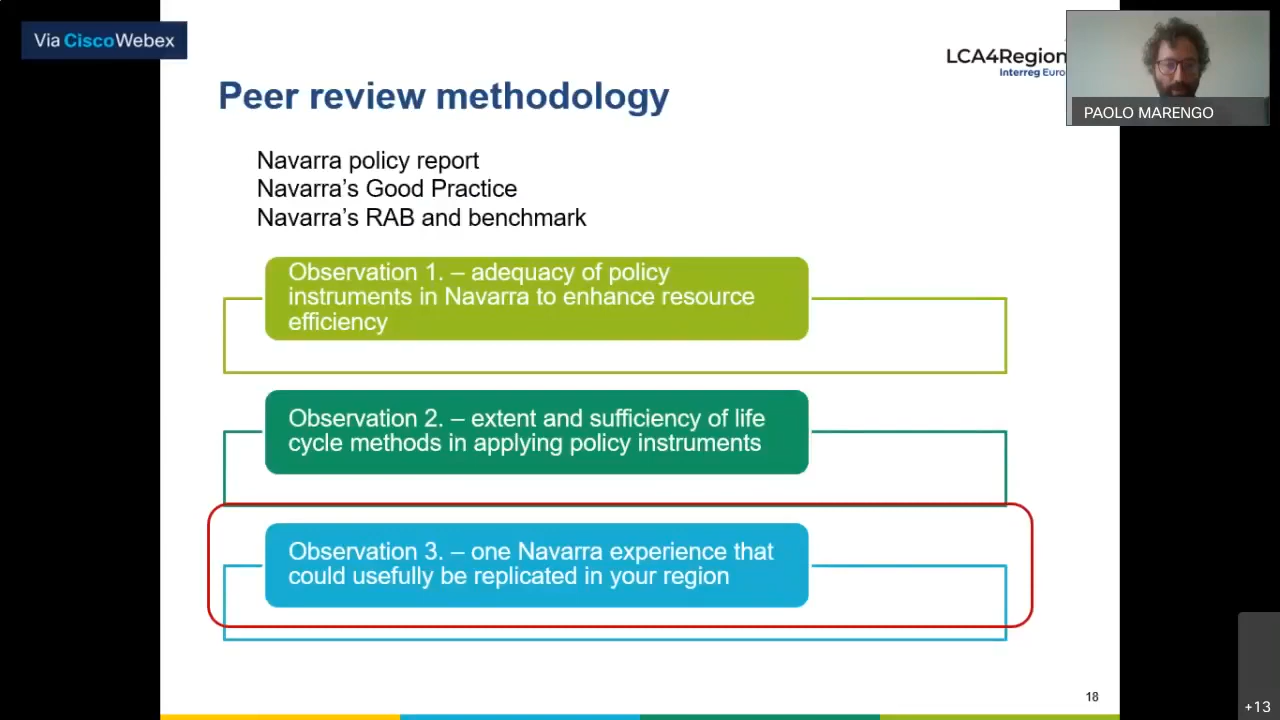 Via CiscoWebex
LCA4Region
Interreg Euro
PAOLO MARENGO
Peer review methodology
Navarra policy report
Navarra’s Good Practice
Navarra’s RAB and benchmark
Observation 1. – adequacy of policy
instruments in Navarra to enhance resource
efficiency
Observation 2. – extent and sufficiency of life
cycle methods in applying policy instruments
Observation 3. – one Navarra experience that
could usefully be replicated in your region
18
+13